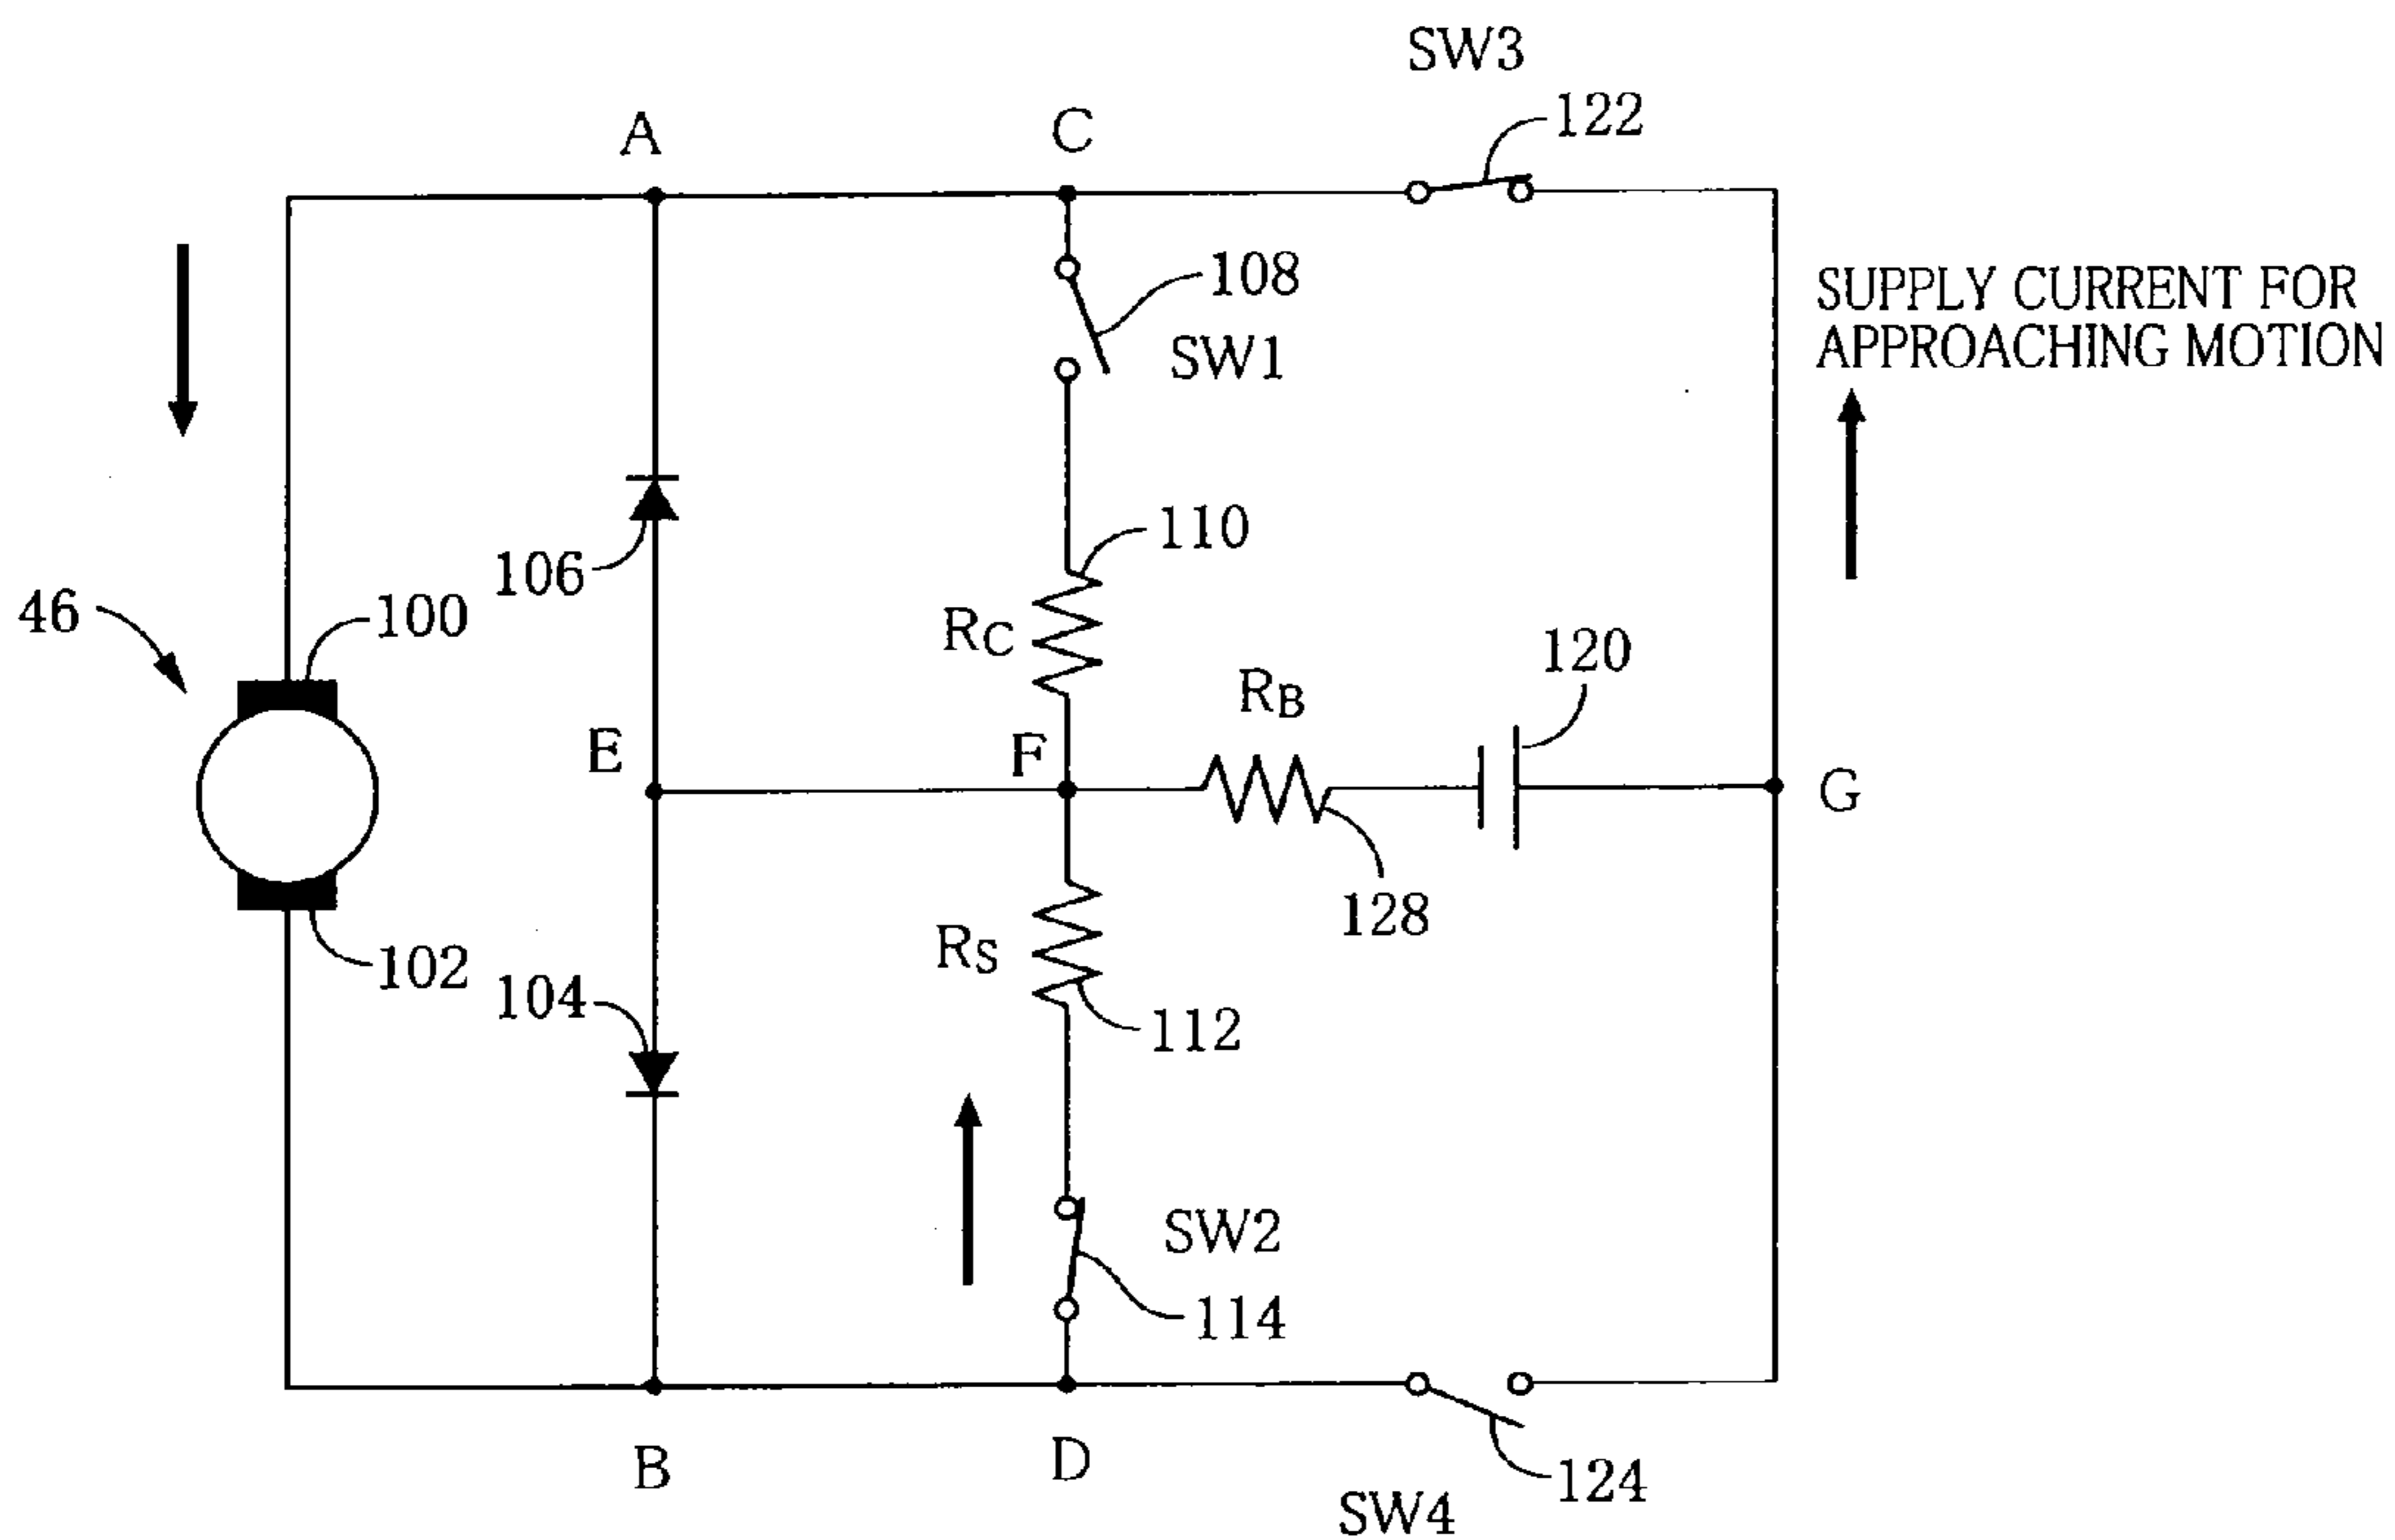 SW3
122
A
C
108
SW1
SUPPLY CURRENT FOR
APPROACHING MOTION
110
106
46
100
RC
RB
120
E
F
G
128
102
RS
104
112
SW2
114
B
D
124
SW4